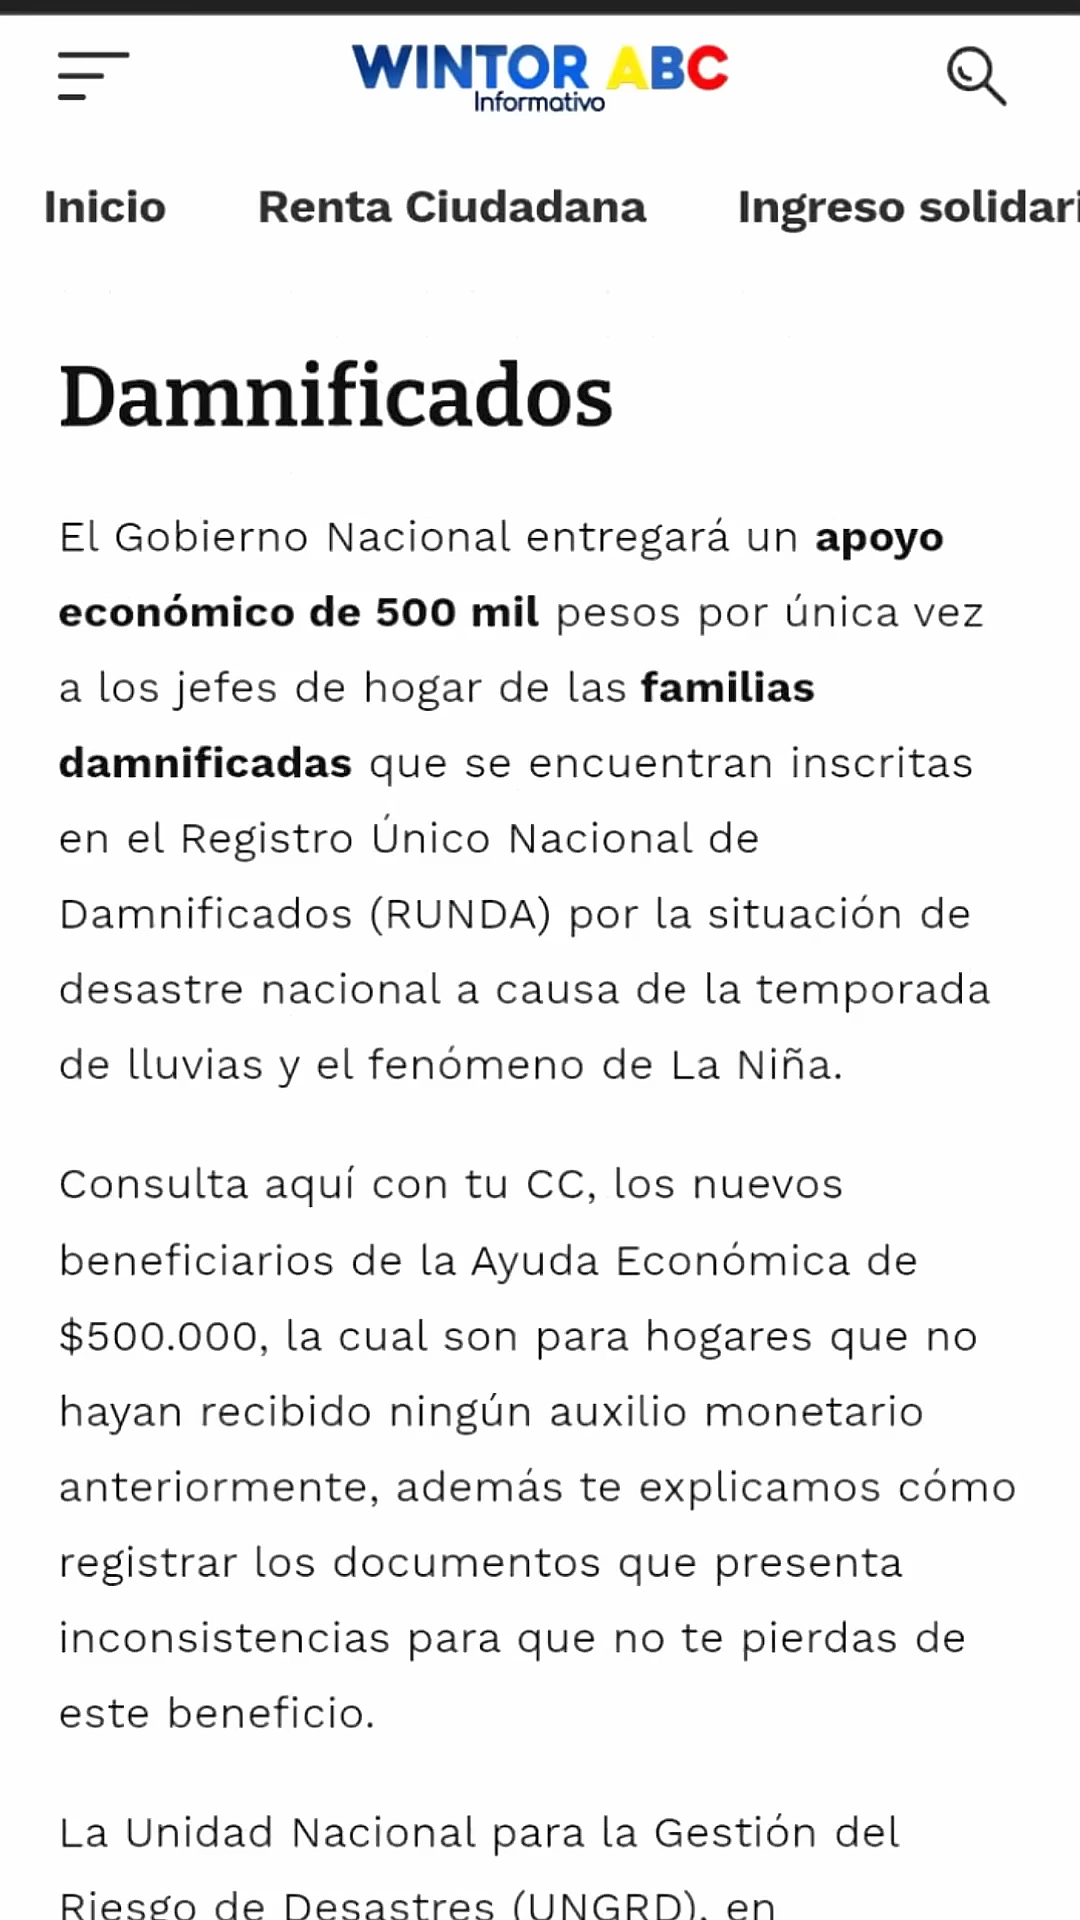 WINTOR ABC
Informativo
Inicio Renta Ciudadana Ingreso solidari
Damnificados
El Gobierno Nacional entregará un apoyo
económico de 500 mil pesos por única vez
a los jefes de hogar de las familias
damnificadas que se encuentran inscritas
en el Registro Único Nacional de
Damnificados (RUNDA) por la situación de
desastre nacional a causa de la temporada
de lluvias y el fenómeno de La Niña.
Consulta aquí con tu CC, los nuevos
beneficiarios de la Ayuda Económica de
$500.000, la cual son para hogares que no
hayan recibido ningún auxilio monetario
anteriormente, además te explicamos cómo
registrar los documentos que presenta
inconsistencias para que no te pierdas de
este beneficio.
La Unidad Nacional para la Gestión del
Riesgo de Desastres (UNGRD), en